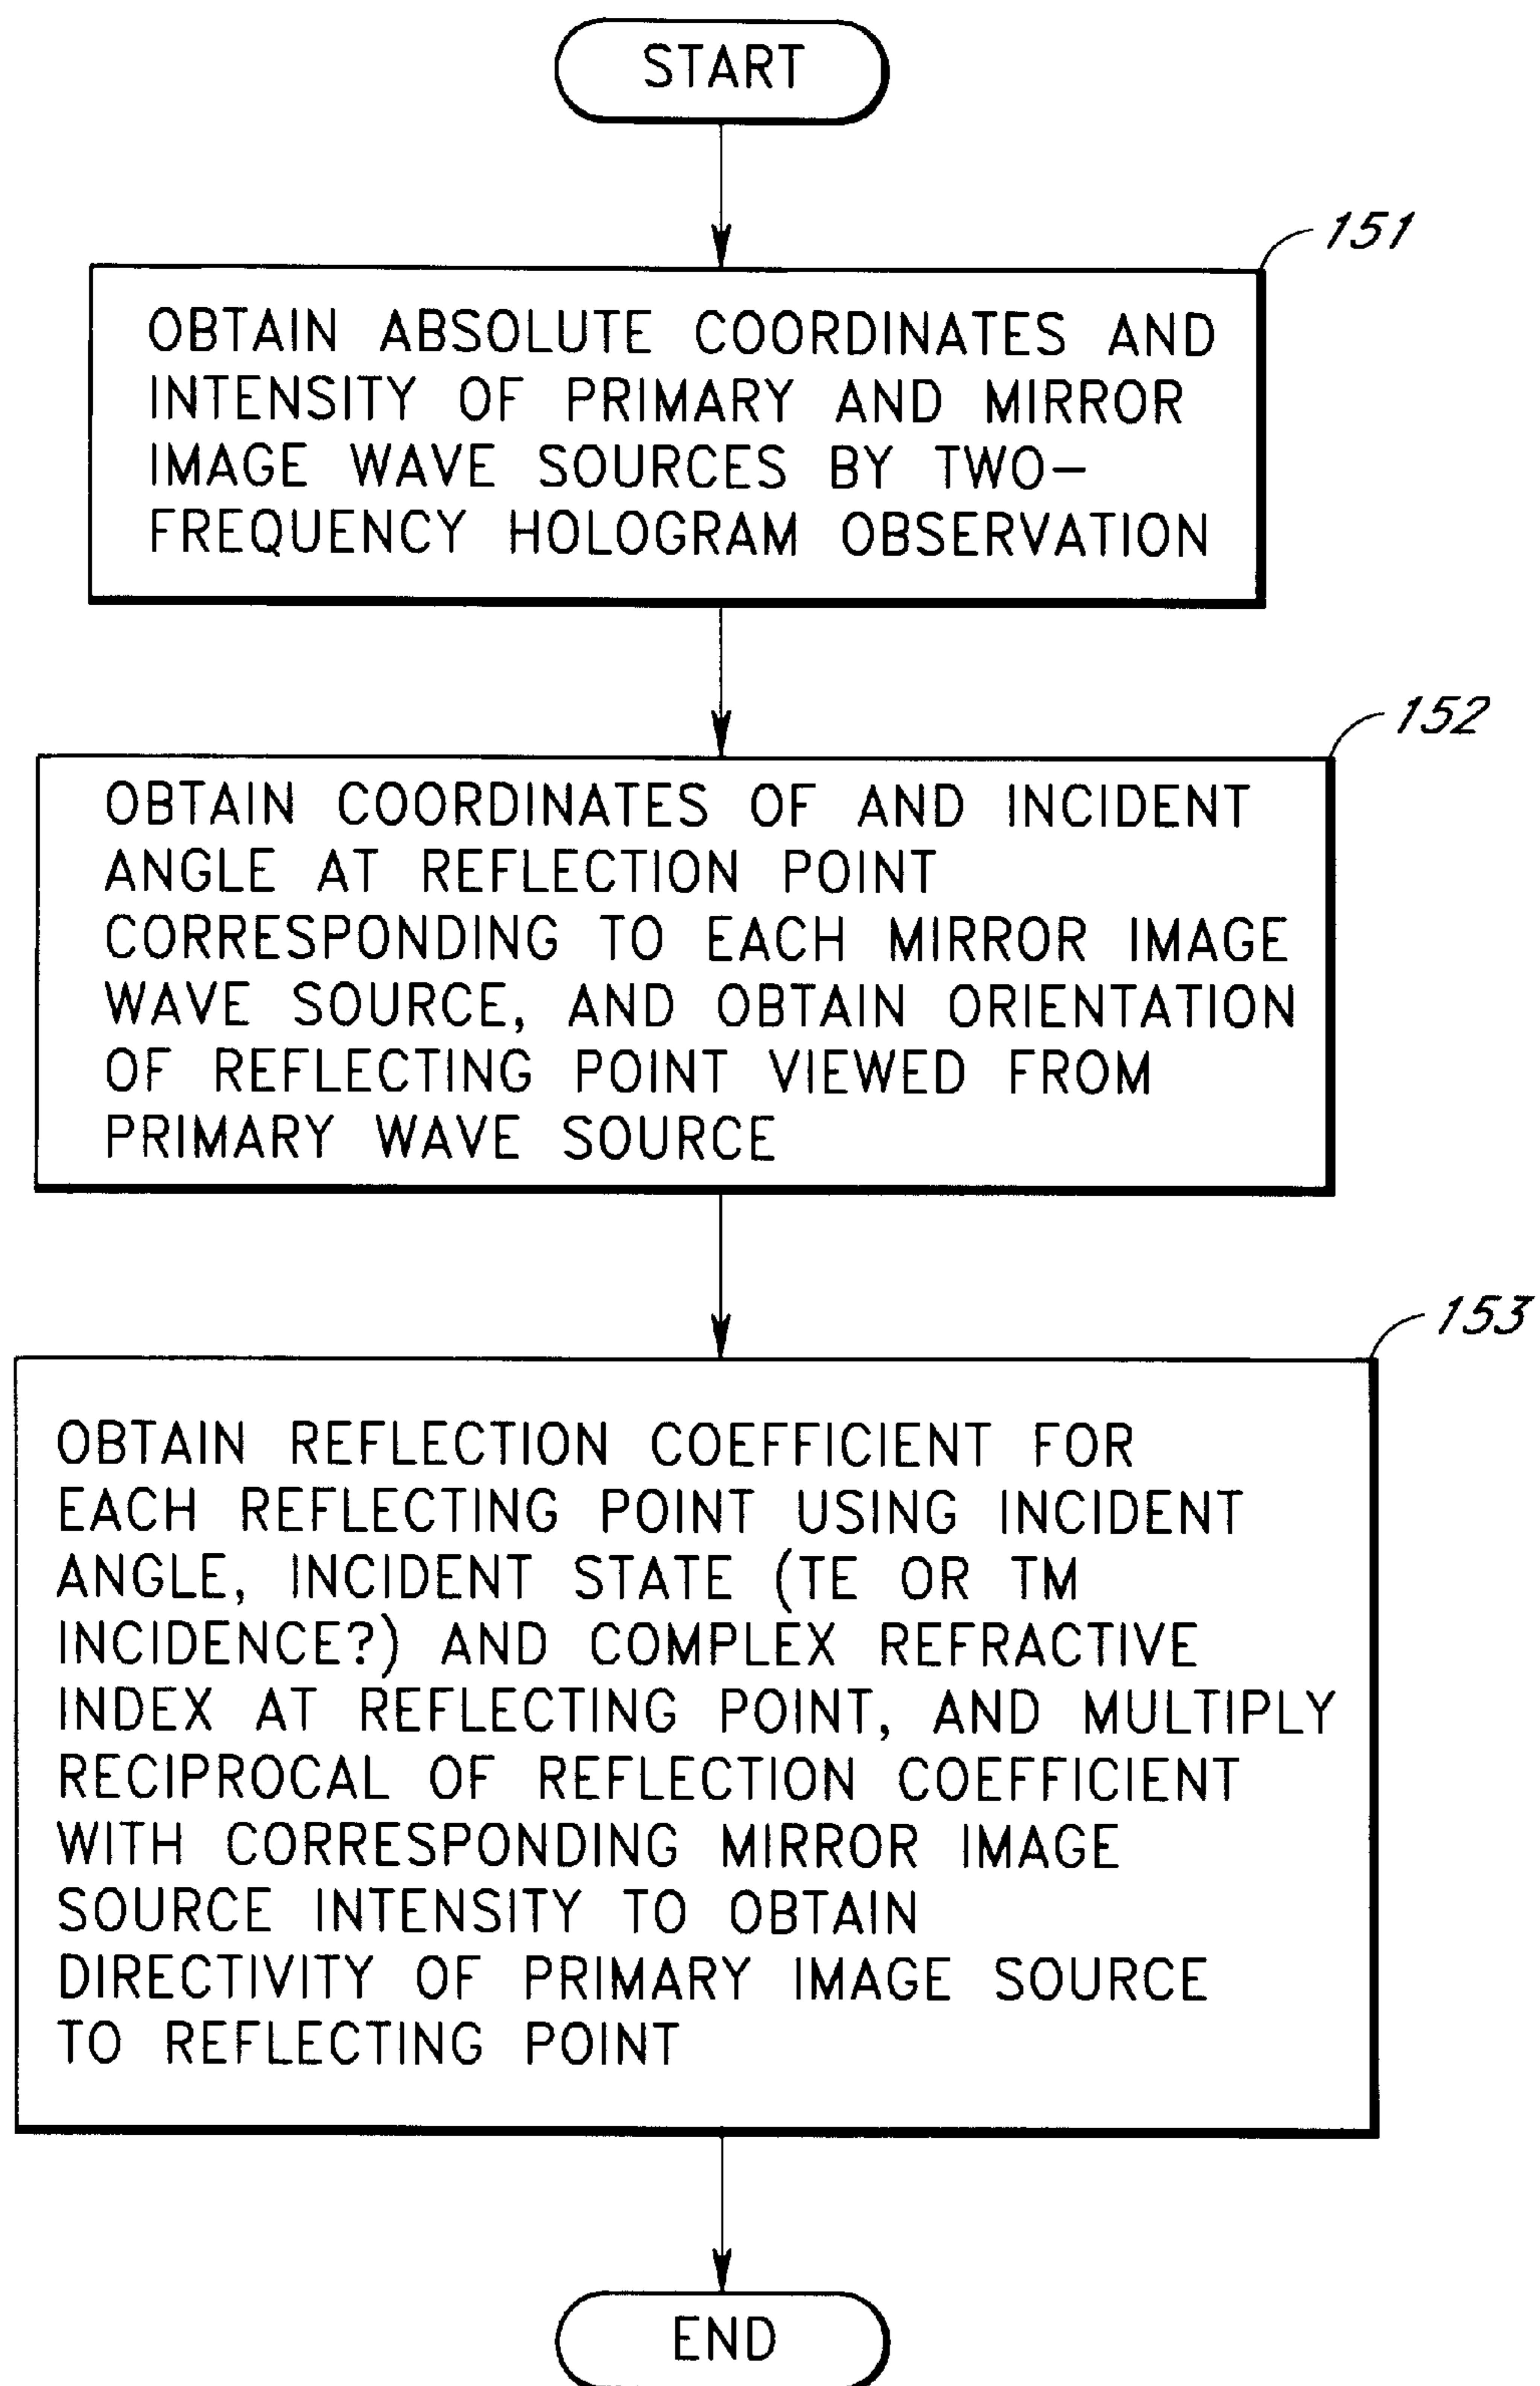 START
151
OBTAIN ABSOLUTE COORDINATES AND
INTENSITY OF PRIMARY AND MIRROR
IMAGE WAVE SOURCES BY TWO-
FREQUENCY HOLOGRAM OBSERVATION
152
OBTAIN COORDINATES OF AND INCIDENT
ANGLE AT REFLECTION POINT
CORRESPONDING TO EACH MIRROR IMAGE
WAVE SOURCE, AND OBTAIN ORIENTATION
OF REFLECTING POINT VIEWED FROM
PRIMARY WAVE SOURCE
153
OBTAIN REFLECTION COEFFICIENT FOR
EACH REFLECTING POINT USING INCIDENT
ANGLE, INCIDENT STATE (TE OR TM
INCIDENCE?) AND COMPLEX REFRACTIVE
INDEX AT REFLECTING POINT, AND MULTIPLY
RECIPROCAL OF REFLECTION COEFFICIENT
WITH CORRESPONDING MIRROR IMAGE
SOURCE INTENSITY TO OBTAIN
DIRECTIVITY OF PRIMARY IMAGE SOURCE
TO REFLECTING POINT
END